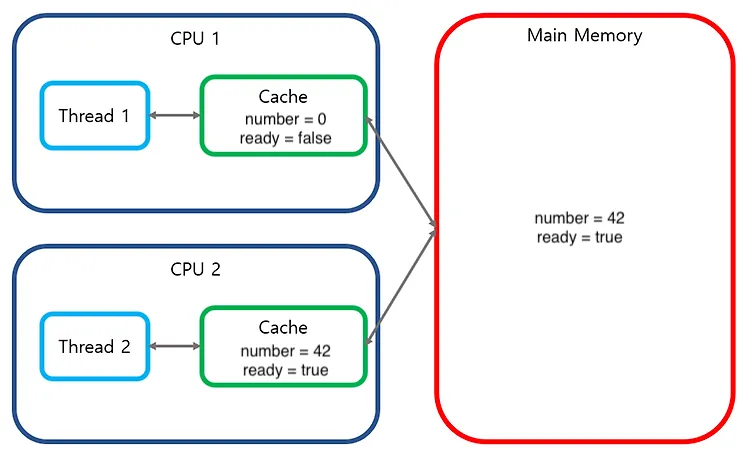 CPU 1
Thread 1
Cache
number = 0
ready = false
CPU 2
Thread 2
Cache
number = 42
ready = true
Main Memory
number = 42
ready = true